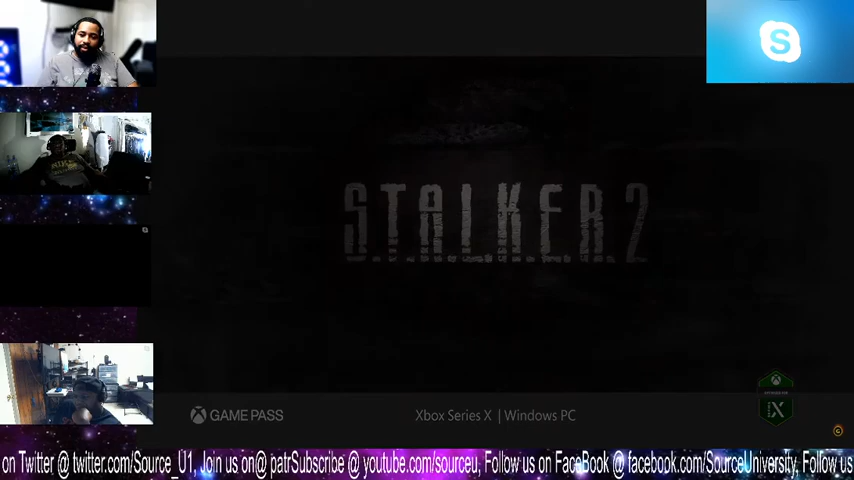 S
S.T.A.L.K.E.R. 2
GAME PASS
Xbox Series X | Windows PC
on Twitter @ twitter.com/Source_U1, Join us on@ patrSubscribe @ youtube.com/sourceu, Follow us on FaceBook @ facebook.com/SourceUniversity, Follow us